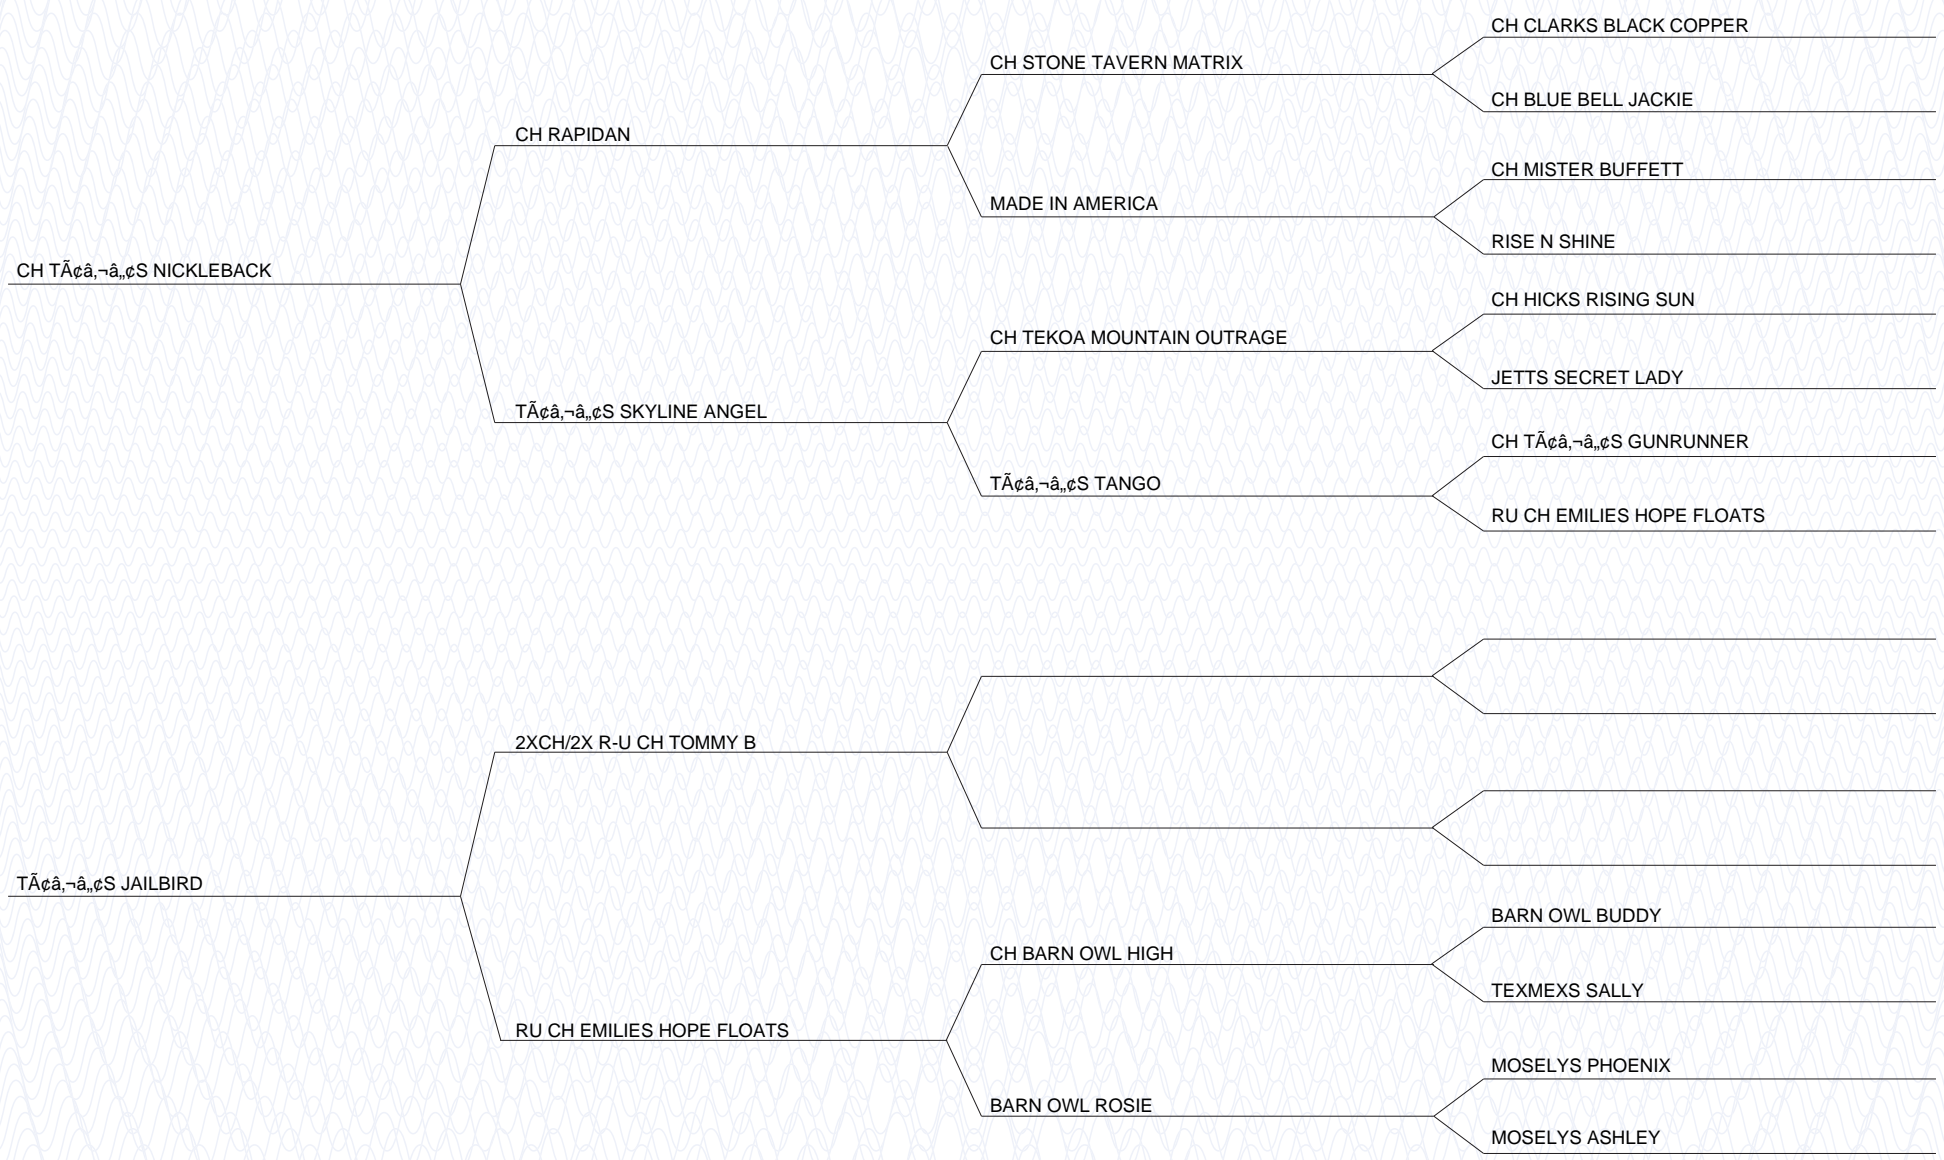 CH CLARKS BLACK COPPER
CH STONE TAVERN MATRIX
CH BLUE BELL JACKIE
CH RAPIDAN
CH MISTER BUFFETT
MADE IN AMERICA
RISE N SHINE
CH TÃ¢â‚¬â„¢S NICKLEBACK
CH HICKS RISING SUN
CH TEKOA MOUNTAIN OUTRAGE
JETTS SECRET LADY
TÃ¢â‚¬â„¢S SKYLINE ANGEL
CH TÃ¢â‚¬â„¢S GUNRUNNER
TÃ¢â‚¬â„¢S TANGO
RU CH EMILIES HOPE FLOATS
2XCH/2X R-U CH TOMMY B
TÃ¢â‚¬â„¢S JAILBIRD
BARN OWL BUDDY
CH BARN OWL HIGH
TEXMEXS SALLY
RU CH EMILIES HOPE FLOATS
MOSELYS PHOENIX
BARN OWL ROSIE
MOSELYS ASHLEY